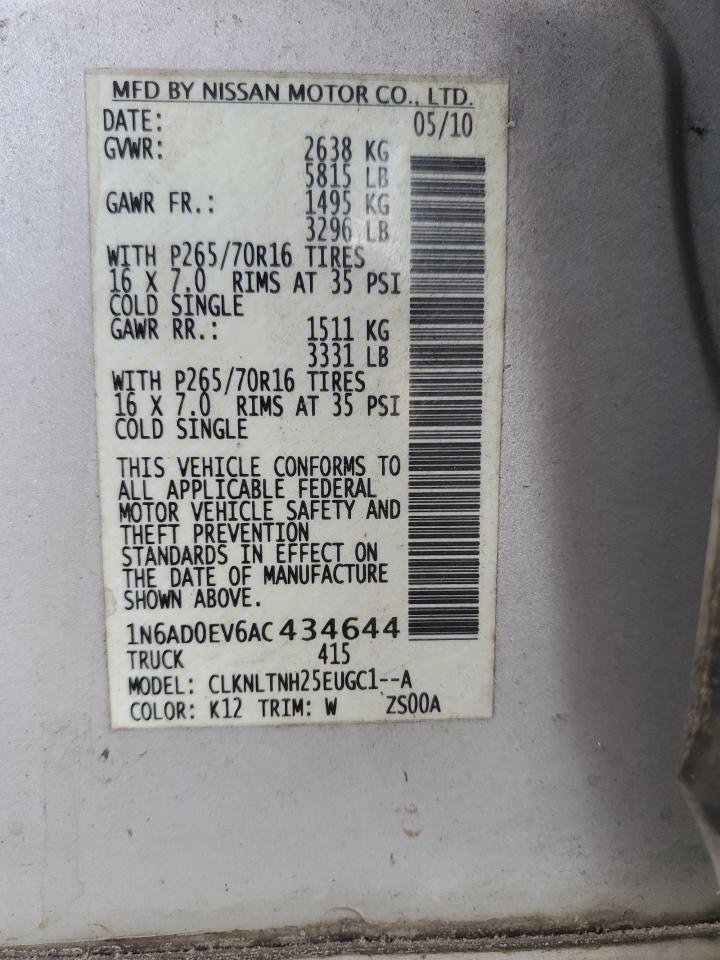 MFD BY NISSAN MOTOR CO., LTD.
DATE: 05/10
GVWR: 2638 KG
5815 LB
GAWR FR.: 1495 KG
3296 LB
WITH P265/70R16 TIRES
16 X 7.0 RIMS AT 35 PSI
COLD SINGLE
GAWR RR.: 1511 KG
3331 LB
WITH P265/70R16 TIRES
16 X 7.0 RIMS AT 35 PSI
COLD SINGLE
THIS VEHICLE CONFORMS TO
ALL APPLICABLE FEDERAL
MOTOR VEHICLE SAFETY AND
THEFT PREVENTION
STANDARDS IN EFFECT ON
THE DATE OF MANUFACTURE
SHOWN ABOVE.
1N6AD0EV6AC434644
TRUCK 415
MODEL: CLKNLTNH25EUGC1--A
COLOR: K12 TRIM: W ZS00A